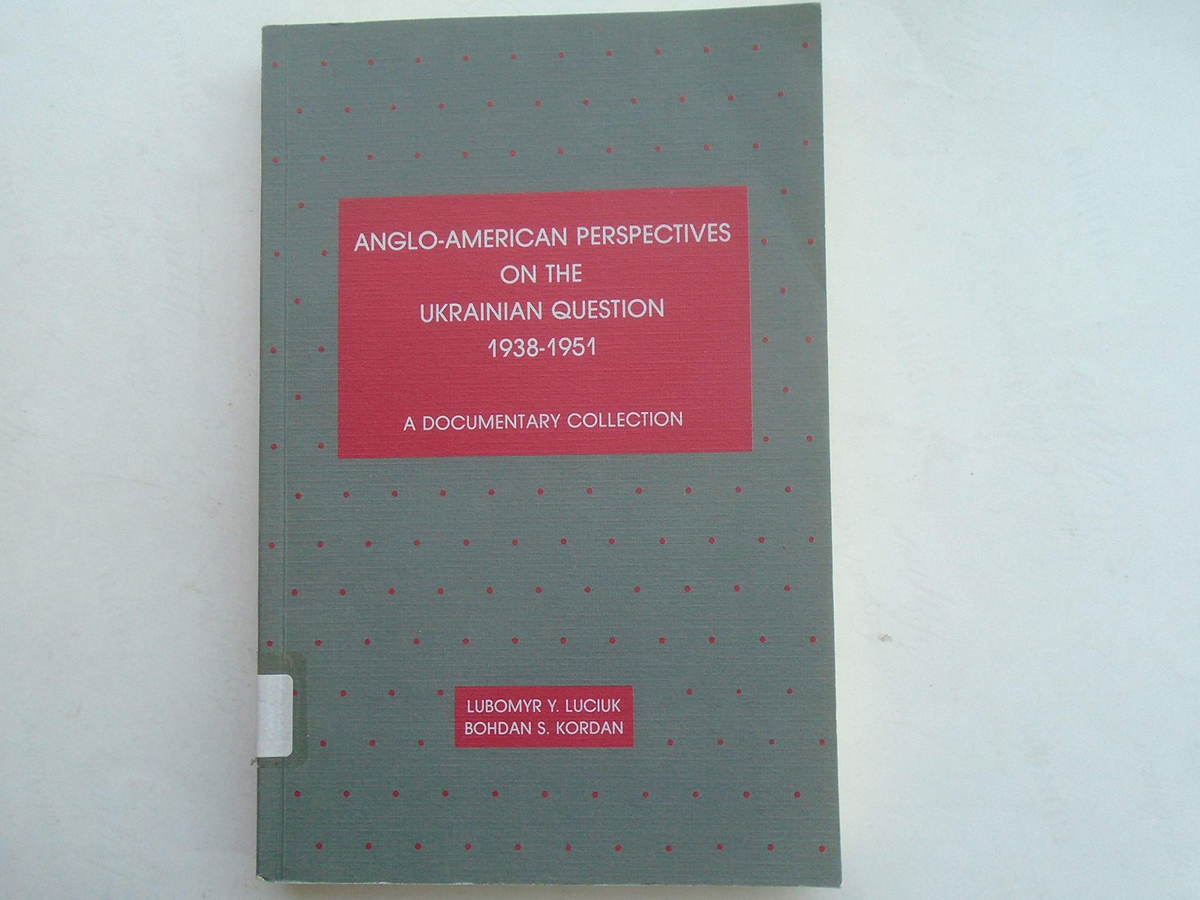 ANGLO-AMERICAN PERSPECTIVES
ON THE
UKRAINIAN QUESTION
1938-1951
A DOCUMENTARY COLLECTION
LUBOMYR Y. LUCIUK
BOHDAN S. KORDAN